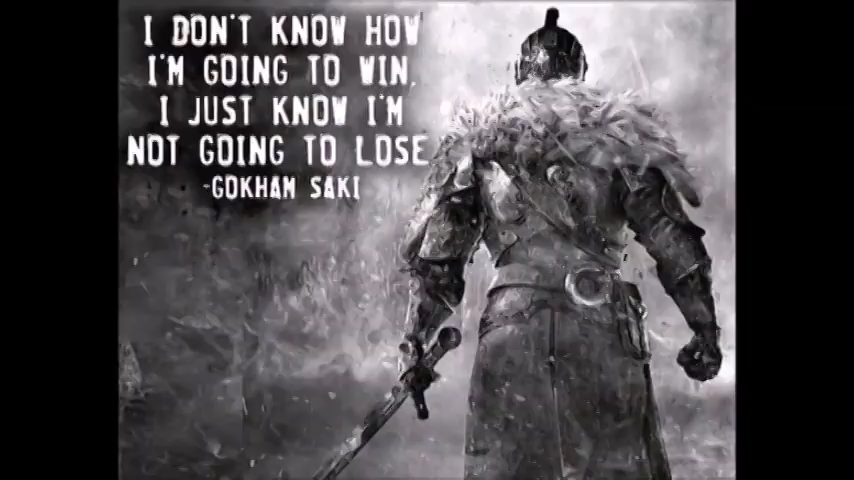 I DON'T KNOW HOW
I'M GOING TO WIN,
I JUST KNOW I'M
NOT GOING TO LOSE
-GOKHAM SAKI